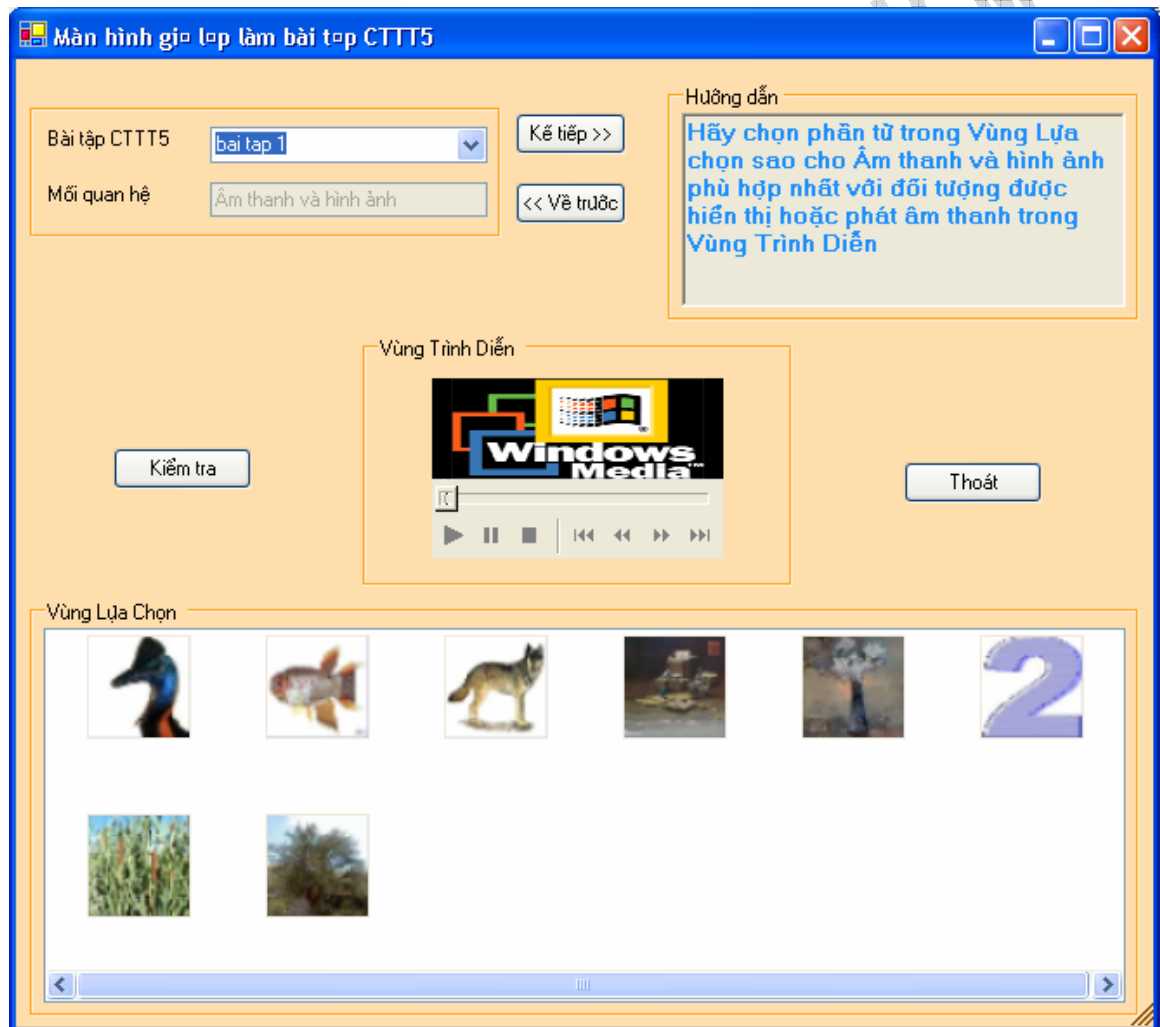 Màn hình gi¤ l¤p làm bài t¤p CTTT5
Bài tập CTTT5
bai tap 1
Mối quan hệ
Âm thanh và hình ảnh
Kế tiếp >>
<< Về trước
Hướng dẫn
Hãy chọn phần tử trong Vùng Lựa
chọn sao cho Âm thanh và hình ảnh
phù hợp nhất với đối tượng được
hiển thị hoặc phát âm thanh trong
Vùng Trình Diễn
Vùng Trình Diễn
Windows
Media™
Kiểm tra
Thoát
Vùng Lựa Chọn
2